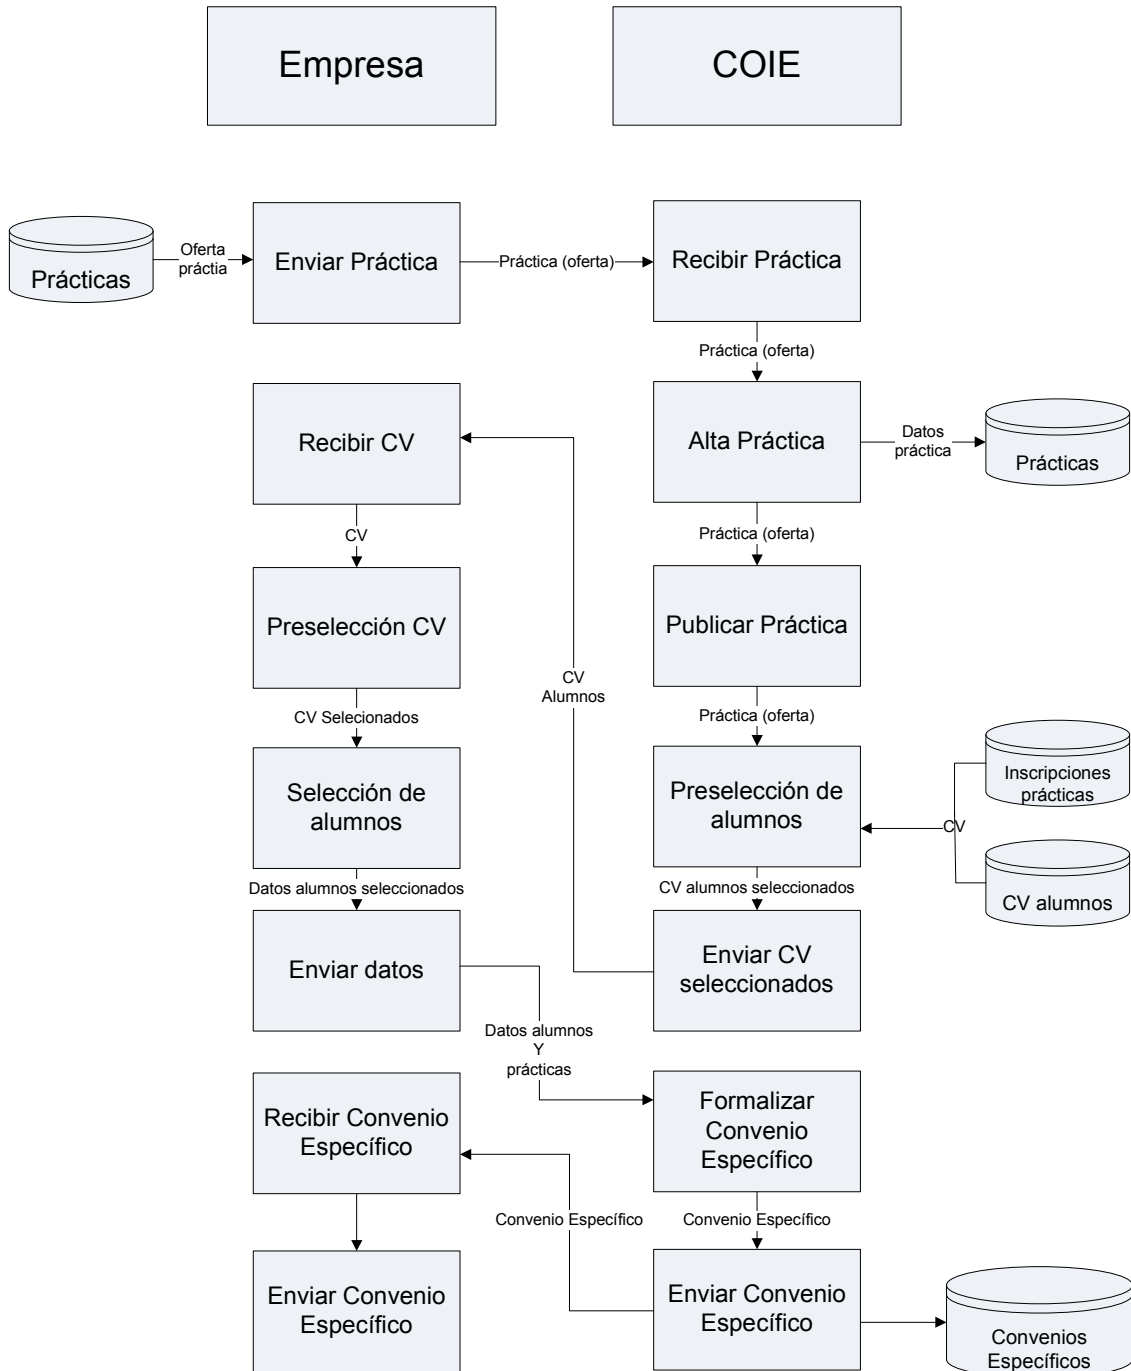 Empresa
COIE
Prácticas
Oferta
práctia
Enviar Práctica
Práctica (oferta)
Recibir Práctica
Práctica (oferta)
Recibir CV
Alta Práctica
Datos
práctica
Prácticas
CV
Práctica (oferta)
Preselección CV
Publicar Práctica
CV
Alumnos
CV Selecionados
Práctica (oferta)
Selección de
alumnos
Preselección de
alumnos
CV
Inscripciones
prácticas
CV alumnos
Datos alumnos seleccionados
CV alumnos seleccionados
Enviar datos
Enviar CV
seleccionados
Datos alumnos
Y
prácticas
Recibir Convenio
Específico
Formalizar
Convenio
Específico
Convenio Específico
Convenio Específico
Enviar Convenio
Específico
Enviar Convenio
Específico
Convenios
Específicos